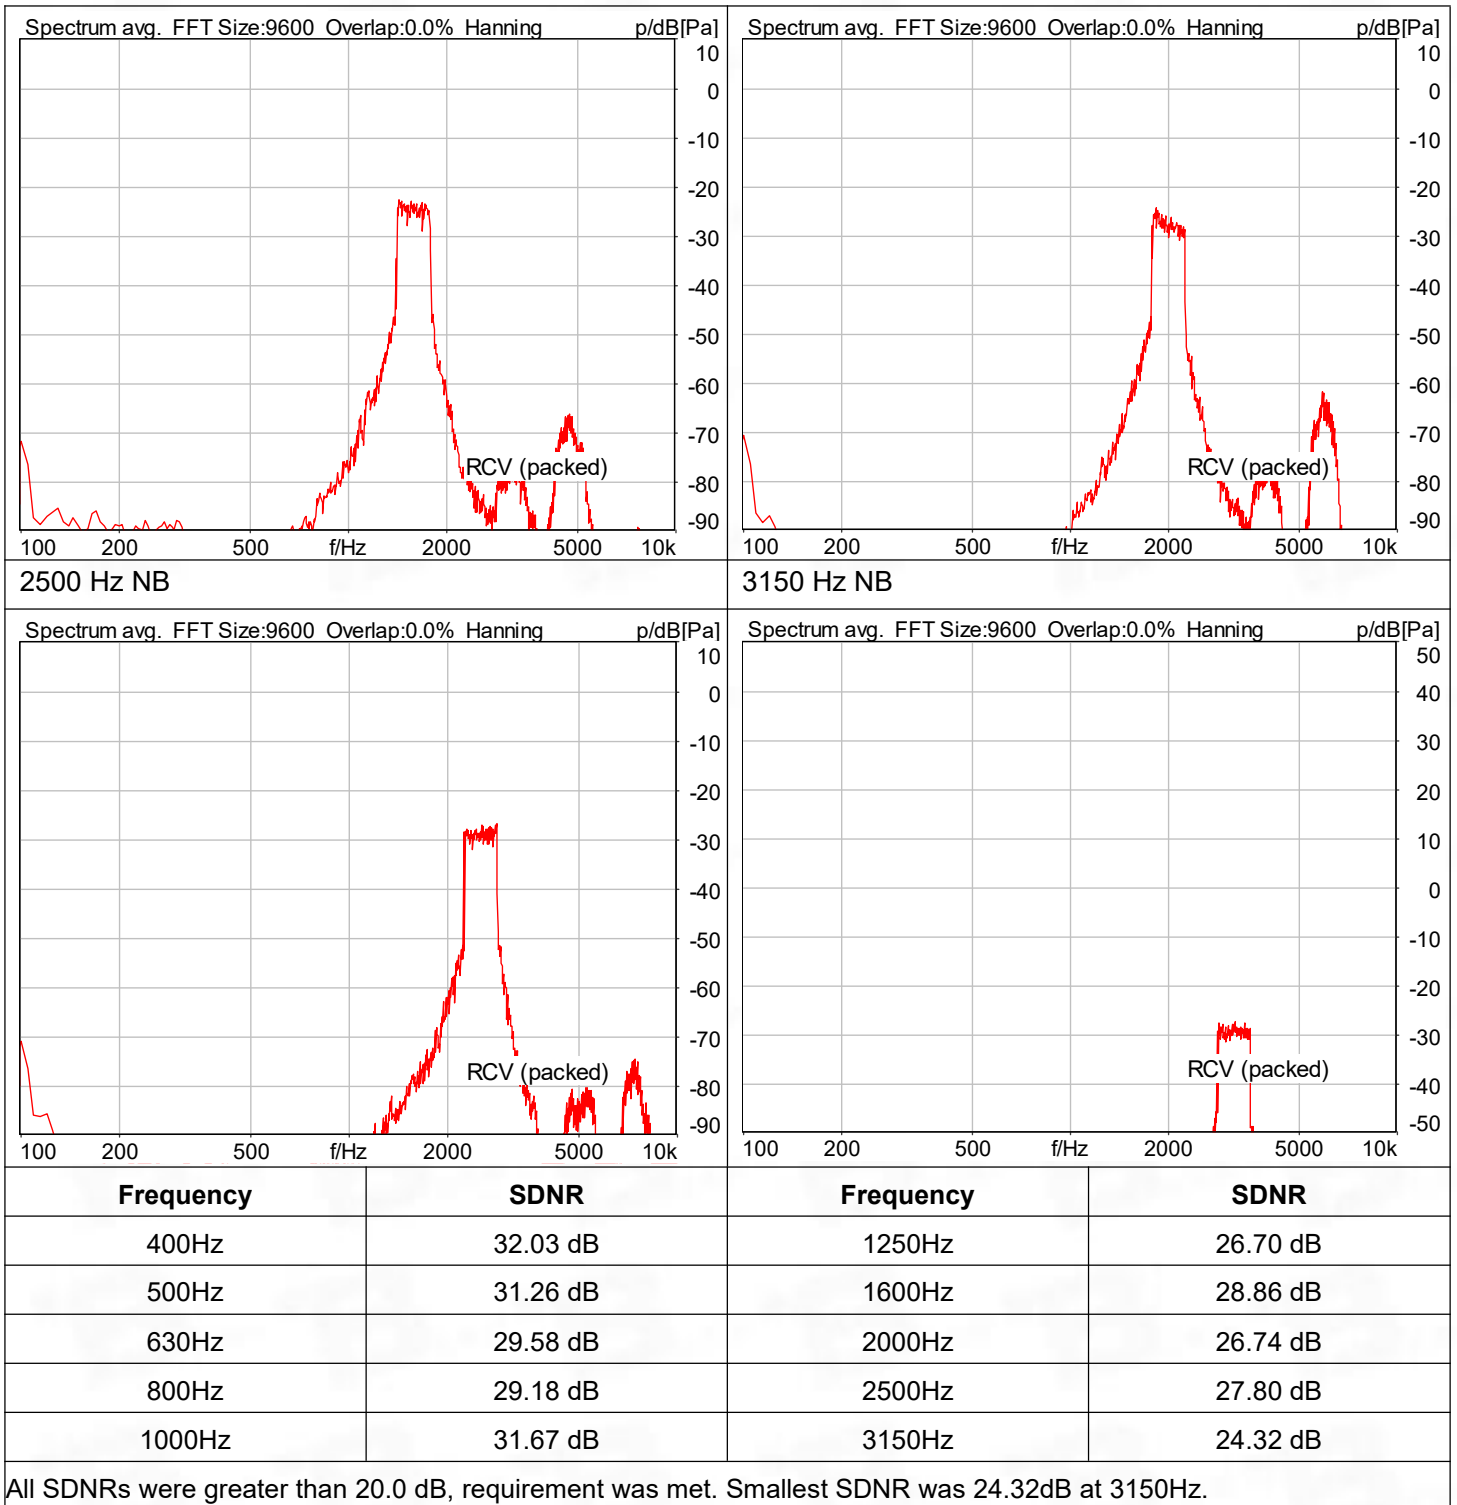 Spectrum avg. FFT Size:9600 Overlap:0.0% Hanning p/dB[Pa]
10
0
-10
-20
-30
-40
-50
-60
-70
RCV (packed)
-80
-90
100 200 500 f/Hz 2000 5000 10k
Spectrum avg. FFT Size:9600 Overlap:0.0% Hanning p/dB[Pa]
10
0
-10
-20
-30
-40
-50
-60
-70
RCV (packed)
-80
-90
100 200 500 f/Hz 2000 5000 10k
2500 Hz NB
3150 Hz NB
Spectrum avg. FFT Size:9600 Overlap:0.0% Hanning p/dB[Pa]
10
0
-10
-20
-30
-40
-50
-60
-70
RCV (packed)
-80
-90
100 200 500 f/Hz 2000 5000 10k
Spectrum avg. FFT Size:9600 Overlap:0.0% Hanning p/dB[Pa]
50
40
30
20
10
0
-10
-20
-30
RCV (packed)
-40
-50
100 200 500 f/Hz 2000 5000 10k
Frequency SDNR Frequency SDNR
400Hz 32.03 dB 1250Hz 26.70 dB
500Hz 31.26 dB 1600Hz 28.86 dB
630Hz 29.58 dB 2000Hz 26.74 dB
800Hz 29.18 dB 2500Hz 27.80 dB
1000Hz 31.67 dB 3150Hz 24.32 dB
All SDNRs were greater than 20.0 dB, requirement was met. Smallest SDNR was 24.32dB at 3150Hz.